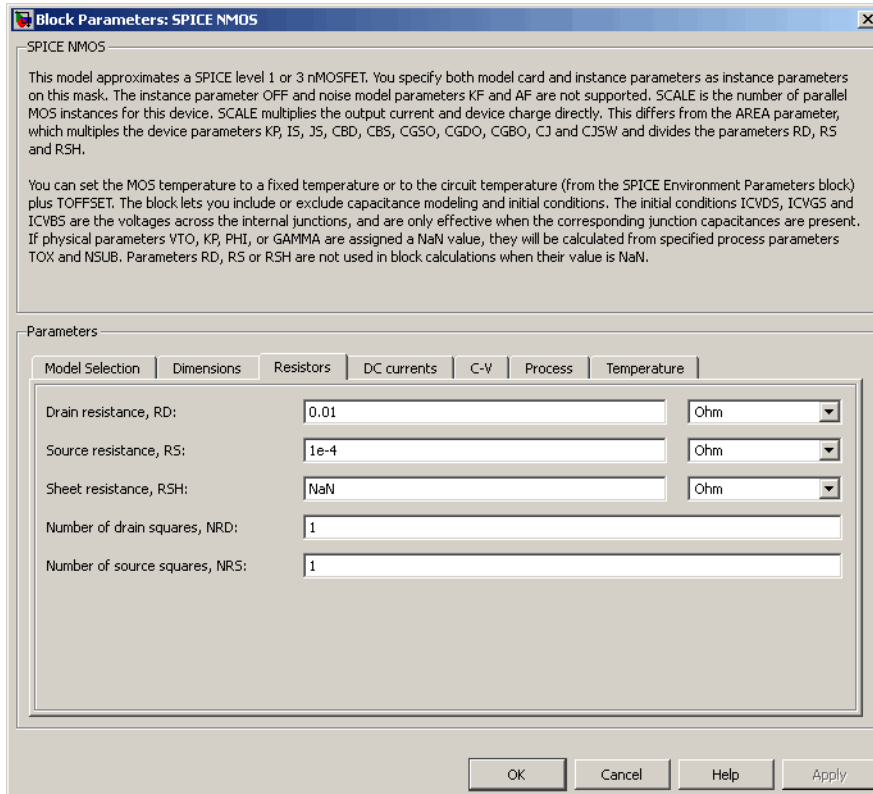 Block Parameters: SPICE NMOS
SPICE NMOS
This model approximates a SPICE level 1 or 3 nMOSFET. You specify both model card and instance parameters as instance parameters
on this mask. The instance parameter OFF and noise model parameters KF and AF are not supported. SCALE is the number of parallel
MOS instances for this device. SCALE multiplies the output current and device charge directly. This differs from the AREA parameter,
which multiples the device parameters KP, IS, JS, CBD, CBS, CGSO, CGDO, CGBO, CJ and CJSW and divides the parameters RD, RS
and RSH.
You can set the MOS temperature to a fixed temperature or to the circuit temperature (from the SPICE Environment Parameters block)
plus TOFFSET. The block lets you include or exclude capacitance modeling and initial conditions. The initial conditions ICVDS, ICVGS and
ICVBS are the voltages across the internal junctions, and are only effective when the corresponding junction capacitances are present.
If physical parameters VTO, KP, PHI, or GAMMA are assigned a NaN value, they will be calculated from specified process parameters
TOX and NSUB. Parameters RD, RS or RSH are not used in block calculations when their value is NaN.
Parameters
Model Selection Dimensions Resistors DC currents C-V Process Temperature
Drain resistance, RD: 0.01 Ohm
Source resistance, RS: 1e-4 Ohm
Sheet resistance, RSH: NaN Ohm
Number of drain squares, NRD: 1
Number of source squares, NRS: 1
OK Cancel Help Apply